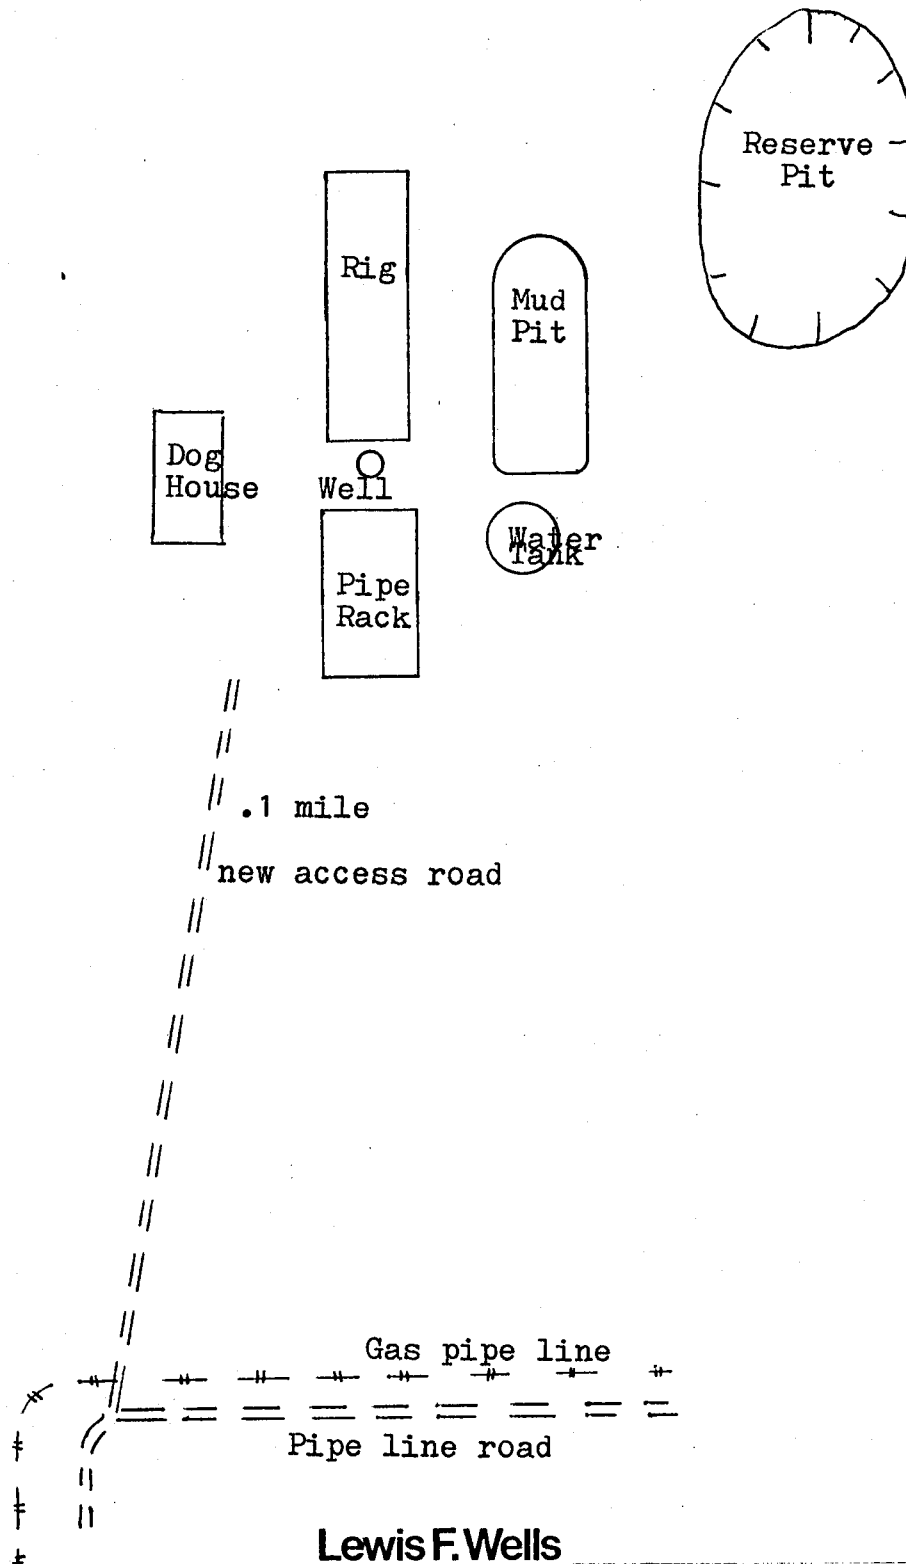 Reserve
Pit
Rig
Mud
Pit
Dog
House
Well
Water
Tank
Pipe
Rack
.1 mile
new access road
Gas pipe line
Pipe line road
Lewis F. Wells